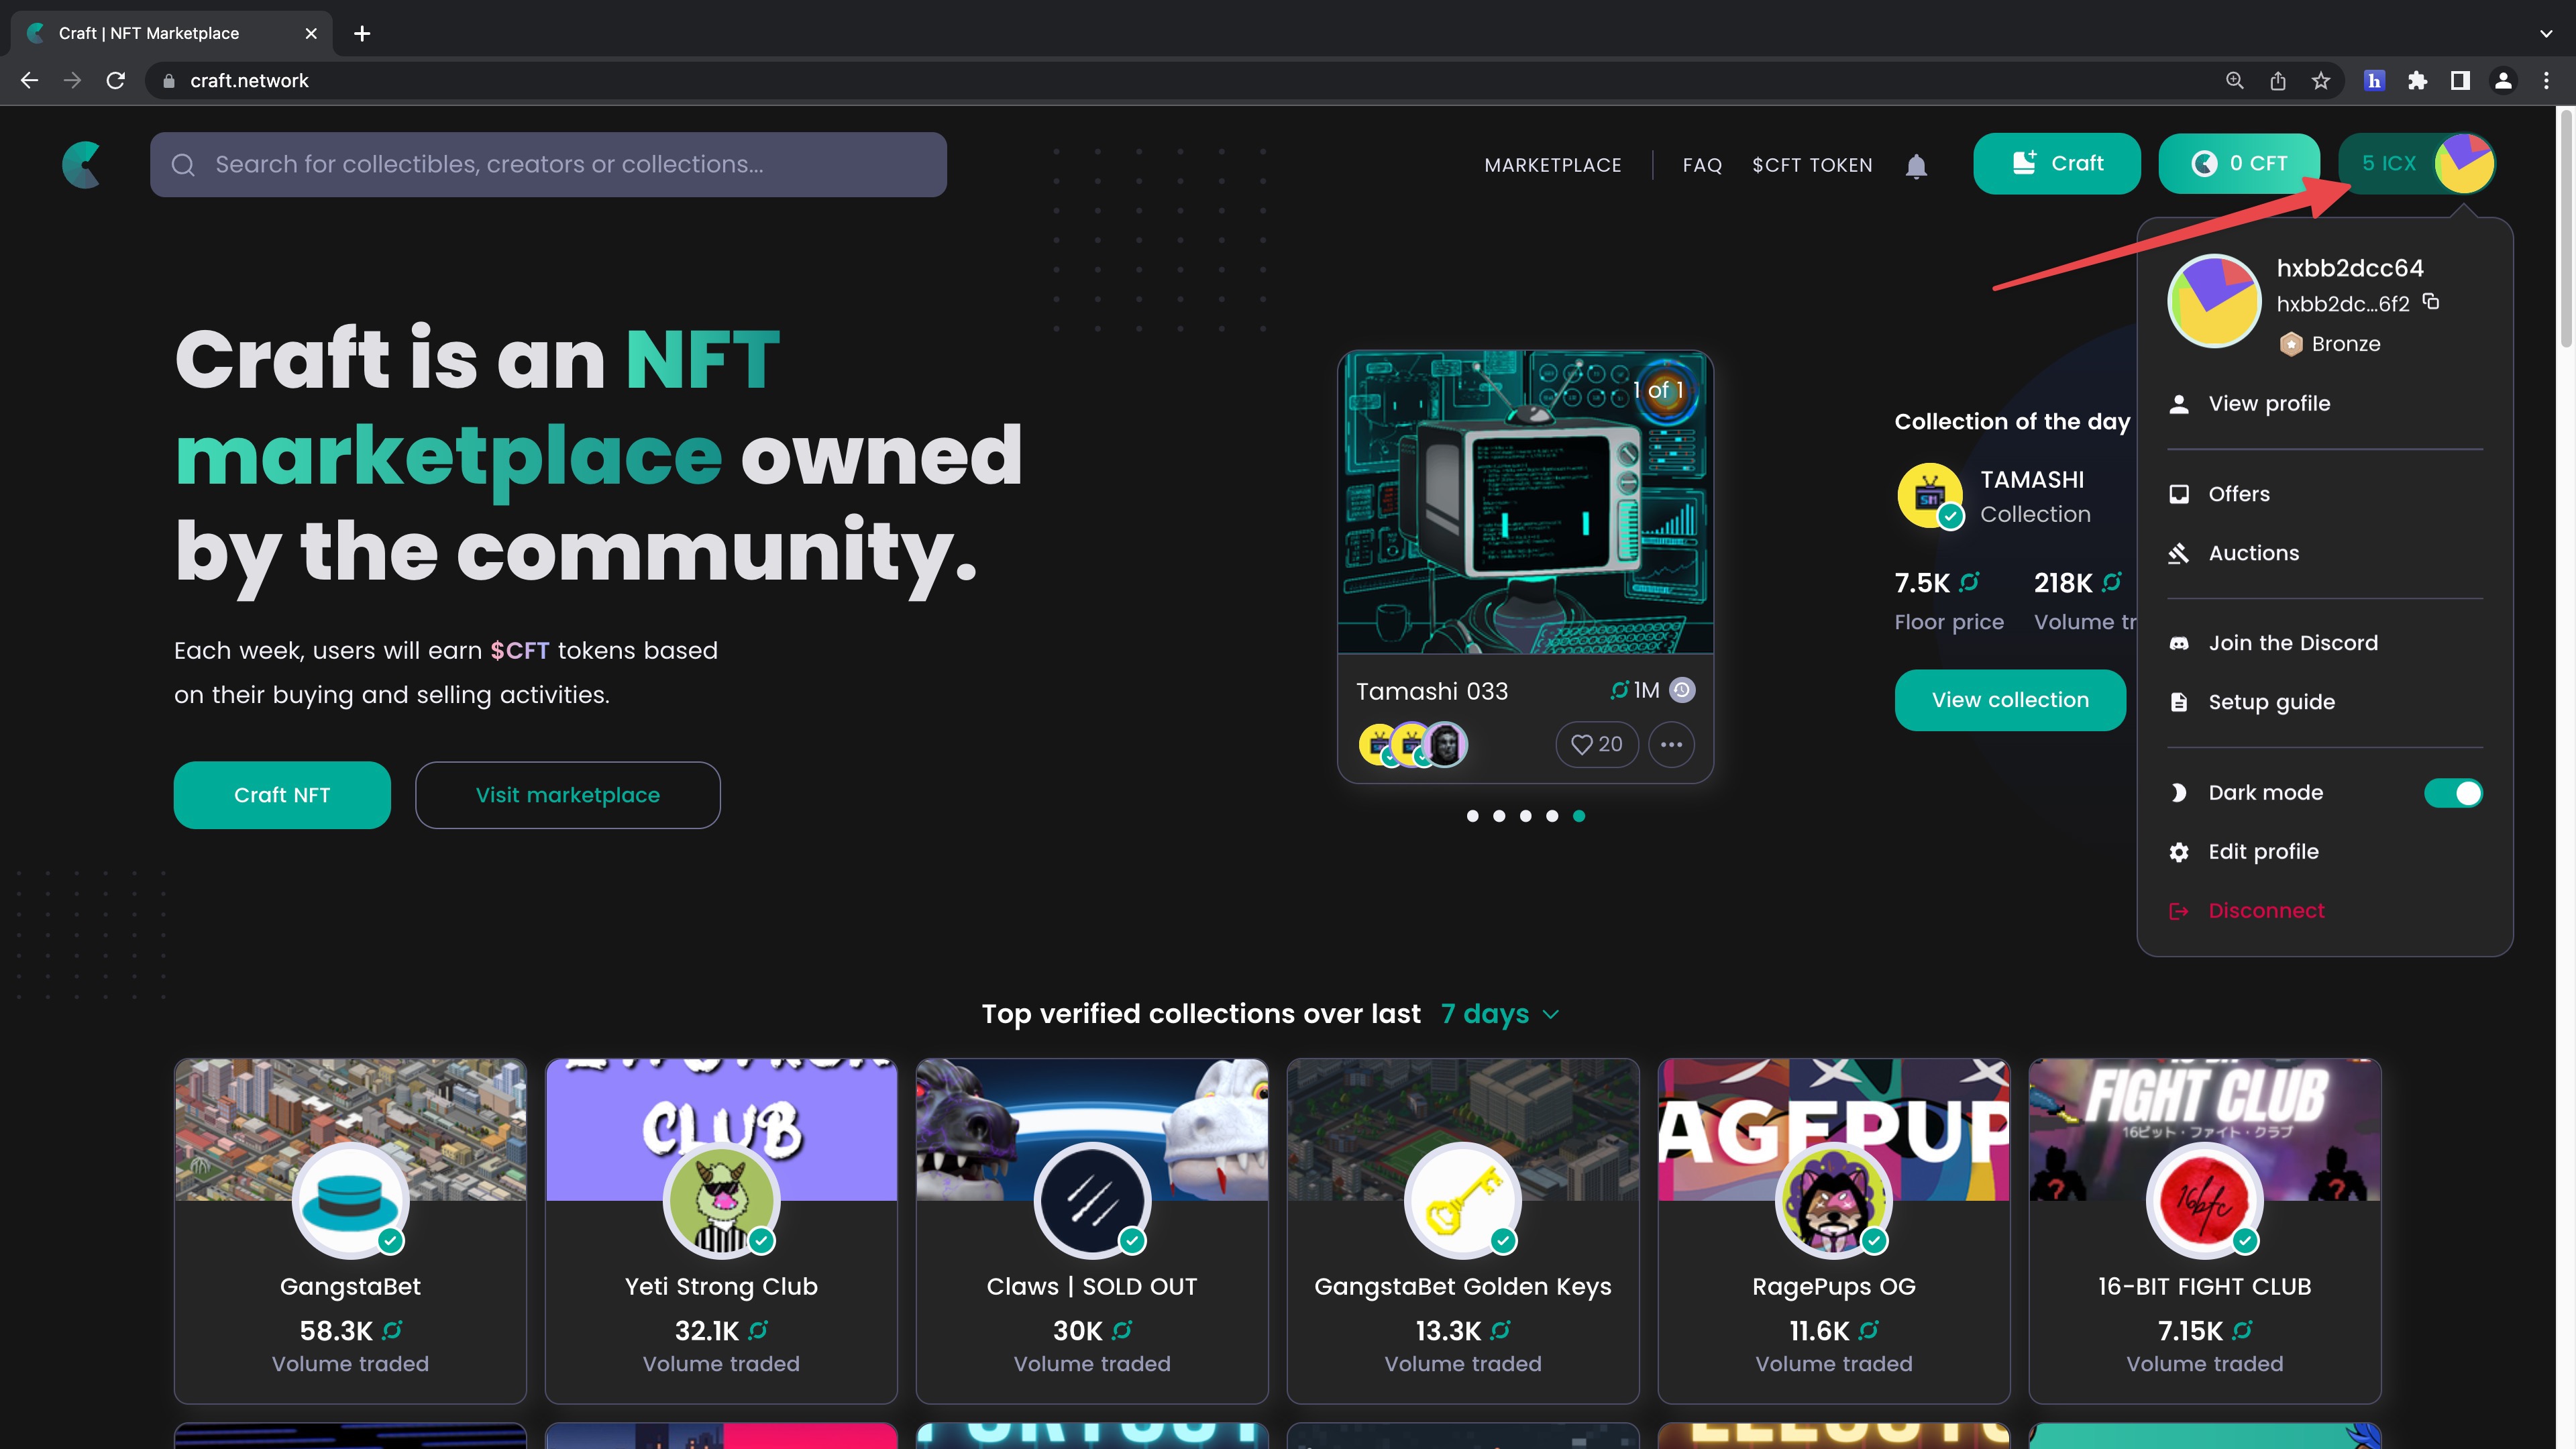 Craft | NFT Marketplace
craft.network
Search for collectibles, creators or collections...
MARKETPLACE
FAQ
$CFT TOKEN
Craft
0 CFT
5 ICX
hxbb2dcc64
hxbb2dc...6f2
Bronze
View profile
Offers
Auctions
Join the Discord
Setup guide
Dark mode
Edit profile
Disconnect
Craft is an NFT
marketplace owned
by the community.
Each week, users will earn $CFT tokens based
on their buying and selling activities.
Craft NFT
Visit marketplace
1 of 1
Tamashi 033
1M
20
Collection of the day
TAMASHI
Collection
7.5K
218K
Floor price
Volume tr
View collection
Top verified collections over last 7 days
GangstaBet
58.3K
Volume traded
CLUB
Yeti Strong Club
32.1K
Volume traded
Claws | SOLD OUT
30K
Volume traded
GangstaBet Golden Keys
13.3K
Volume traded
AGEPUP
RagePups OG
11.6K
Volume traded
FIGHT CLUB
16ビット・ファイト・クラブ
16bfc
16-BIT FIGHT CLUB
7.15K
Volume traded